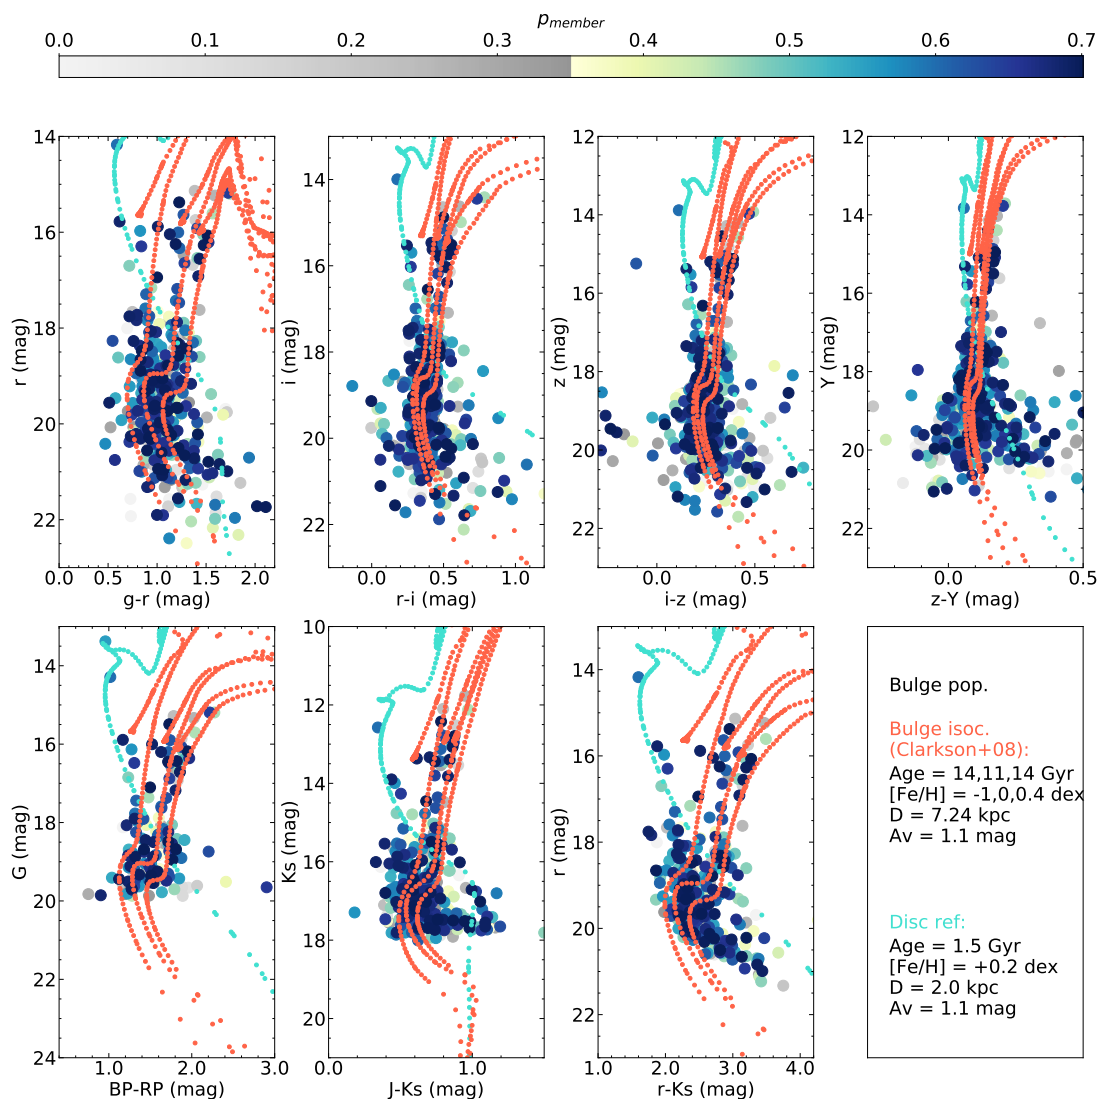 p_member
0.0 0.1 0.2 0.3 0.4 0.5 0.6 0.7
14 16 18 20 22
r (mag)
0.0 0.5 1.0 1.5 2.0
g-r (mag)
14 16 18 20 22
i (mag)
0.0 0.5 1.0
r-i (mag)
12 14 16 18 20 22
z (mag)
0.0 0.5
i-z (mag)
12 14 16 18 20 22
Y (mag)
0.0 0.5
z-Y (mag)
14 16 18 20 22 24
G (mag)
1.0 2.0 3.0
BP-RP (mag)
10 12 14 16 18 20
Ks (mag)
0.0 1.0
J-Ks (mag)
14 16 18 20 22
r (mag)
1.0 2.0 3.0 4.0
r-Ks (mag)
Bulge pop.
Bulge isoc.
(Clarkson+08):
Age = 14,11,14 Gyr
[Fe/H] = -1,0,0.4 dex
D = 7.24 kpc
Av = 1.1 mag
Disc ref:
Age = 1.5 Gyr
[Fe/H] = +0.2 dex
D = 2.0 kpc
Av = 1.1 mag